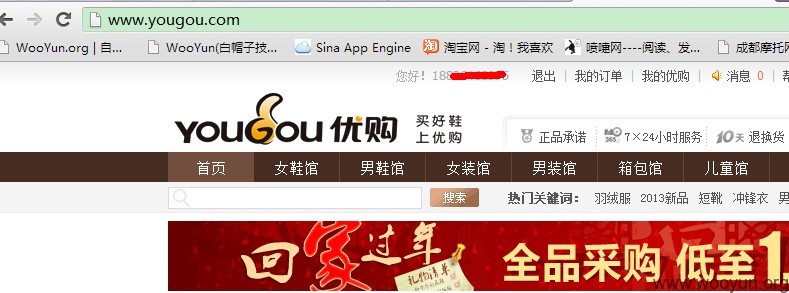 www.yougou.com
WooYun.org | 自...
WooYun(白帽子技...
Sina App Engine
淘宝网 - 淘！我喜欢
喷嚏网----阅读、发...
成都摩托网
您好！
退出
我的订单
我的优购
消息 0
YOUGOU 优购
买好鞋
上优购
正品承诺
365
7×24小时服务
10天 退换货
首页 女鞋馆 男鞋馆 女装馆 男装馆 箱包馆 儿童馆
搜索
热门关键词： 羽绒服 2013新品 短靴 冲锋衣 男
回家过年
礼物清单
全品采购 低至1
www.wooyun.org